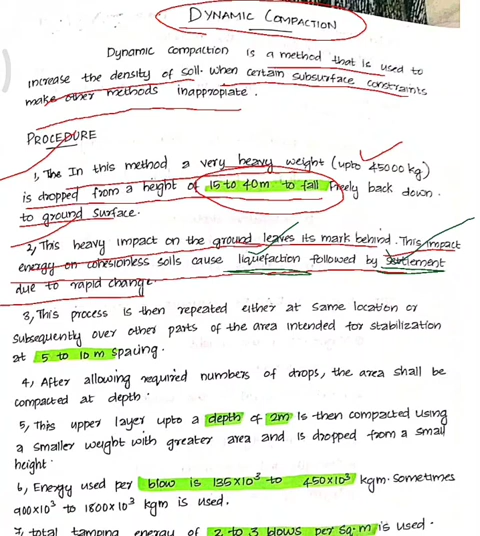 DYNAMIC COMPACTION
Dynamic compaction is a method that is used to
increase the density of soil. when certain subsurface constraints
make other methods inappropiate.
PROCEDURE
1, The In this method a very heavy weight (upto 45000 kg)
is dropped from a height of 15 to 40m to fall freely back down.
to ground surface.
2, This heavy impact on the ground leaves its mark behind. This impact
energy on cohesionless soils cause liquefaction followed by settlement
due to rapid change.
3, This process is then repeated either at same location or
subsequently over other parts of the area intended for stabilization
at 5 to 10 m spacing.
4, After allowing required numbers of drops, the area shall be
compacted at depth.
5, This upper layer upto a depth of 2m is then compacted using
a smaller weight with greater area and is dropped from a small
height.
6, Energy used per blow is 135x10³ to 450x10³ kgm. Sometimes
900x10³ to 1800x10³ kgm is used.
7, total tamping energy of 2 to 3 blows per sq.m is used.